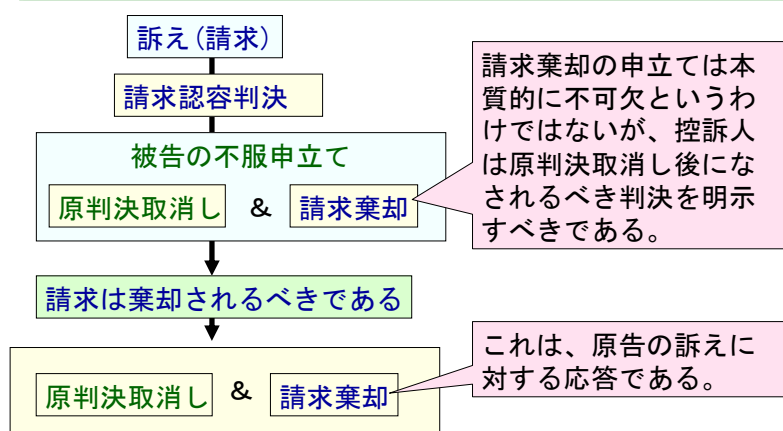 訴え（請求）
請求認容判決
被告の不服申立て
原判決取消し & 請求棄却
請求棄却の申立ては本
質的に不可欠というわ
けではないが、控訴人
は原判決取消し後にな
されるべき判決を明示
すべきである。
請求は棄却されるべきである
原判決取消し & 請求棄却
これは、原告の訴えに
対する応答である。